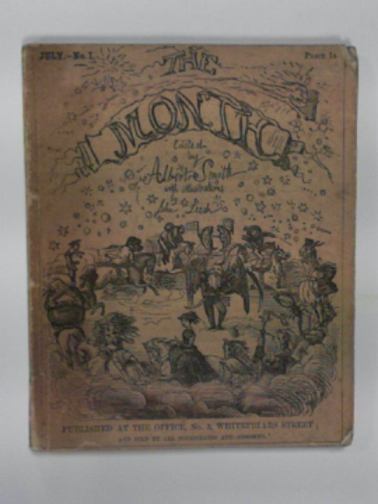 JULY.—No. I.
PRICE 1s
THE
MONTH
Edited
by
Albert Smith
with illustrations
by
John Leech
PUBLISHED AT THE OFFICE, No. 3, WHITEFRIARS STREET;
AND SOLD BY ALL BOOKSELLERS AND NEWSMEN.